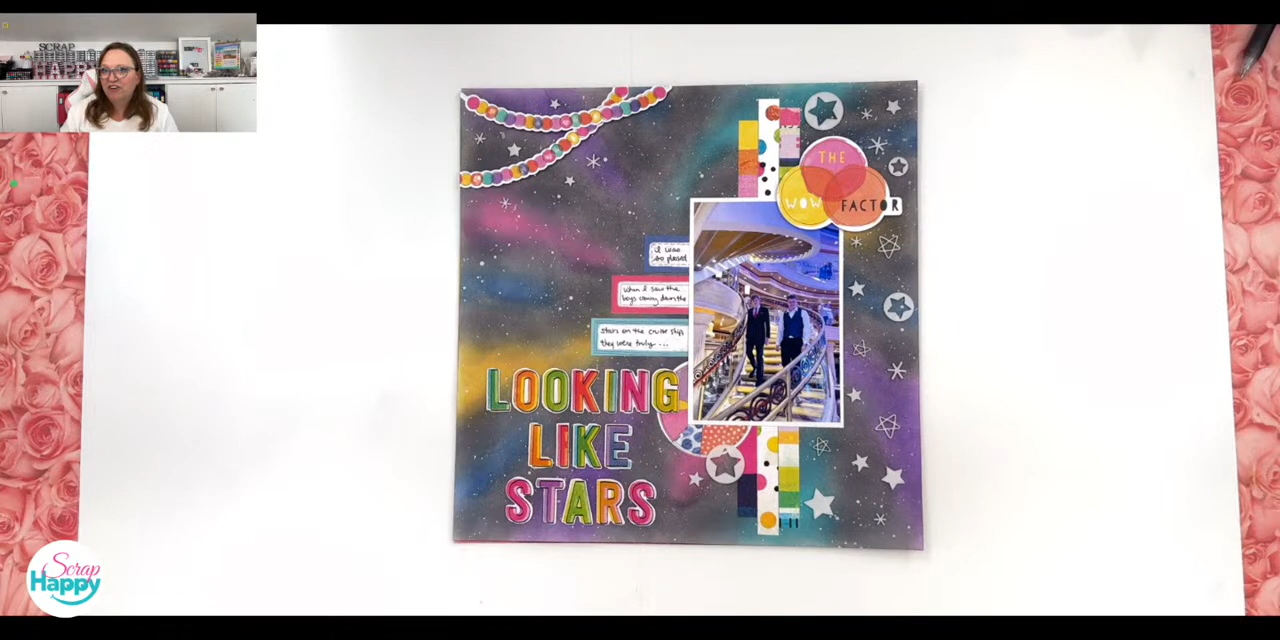 SCRAP
HAPPY
THE
WOW FACTOR
I was
so pleased
when I saw the
boys coming down the
stairs on the cruise ship
they were truly...
LOOKING
LIKE
STARS
Scrap
Happy